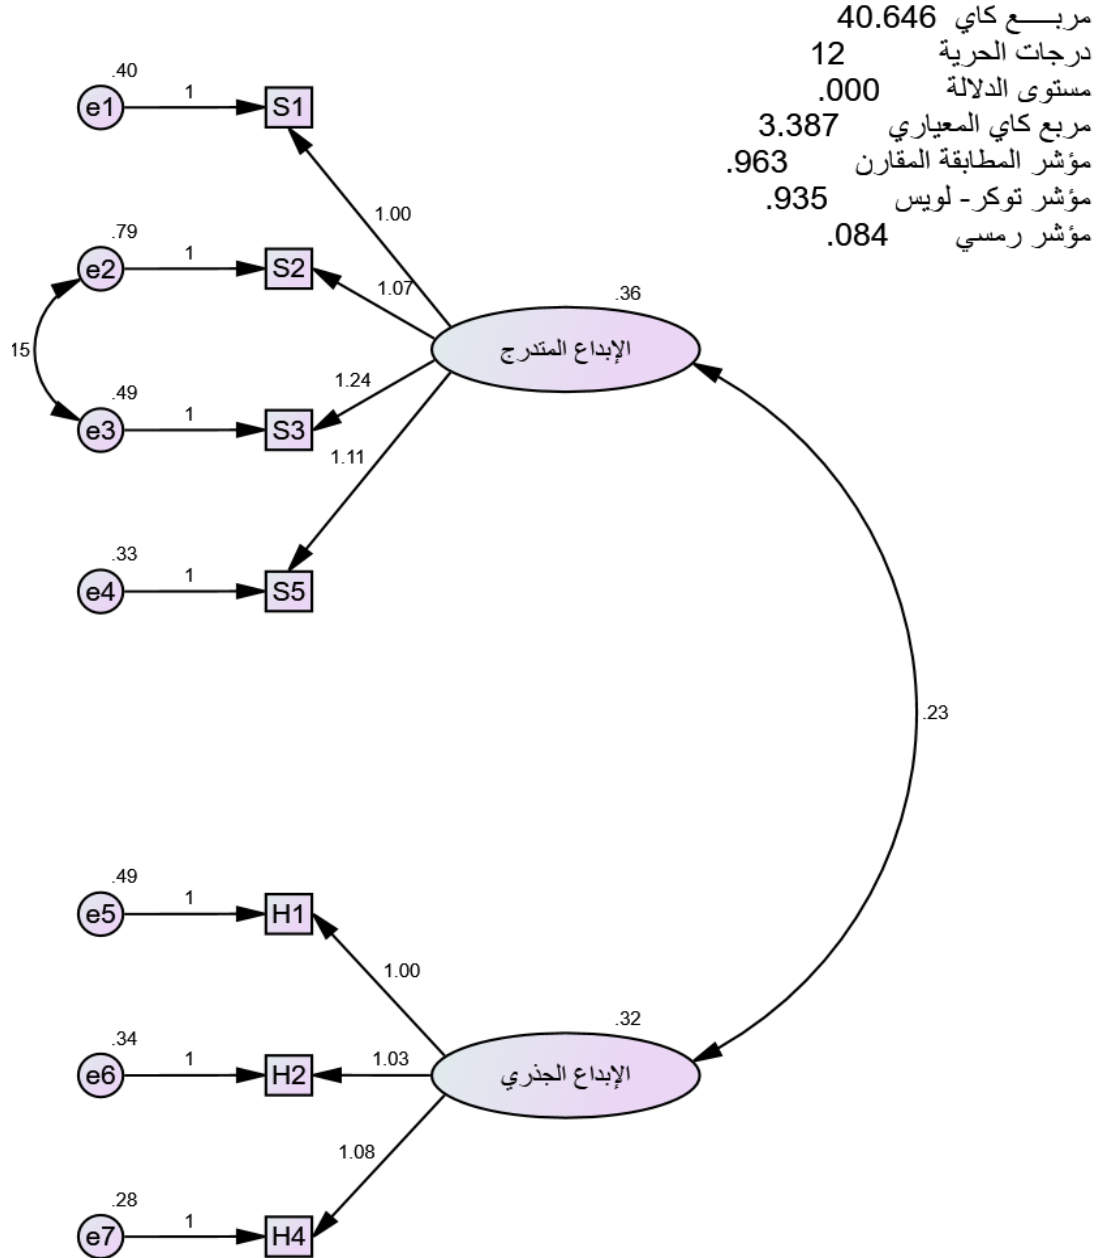 مربـــــع كاي 40.646
درجات الحرية 12
مستوى الدلالة .000
مربع كاي المعياري 3.387
مؤشر المطابقة المقارن .963
مؤشر توكر- لويس .935
مؤشر رمسي .084
.40
e1 1 S1
1.00
.79
e2 1 S2
1.07
.36
الإبداع المتدرج
15
1.24
.49
e3 1 S3
1.11
.33
e4 1 S5
.23
.49
e5 1 H1
1.00
.32
.34
e6 1 H2 1.03 الإبداع الجذري
1.08
.28
e7 1 H4